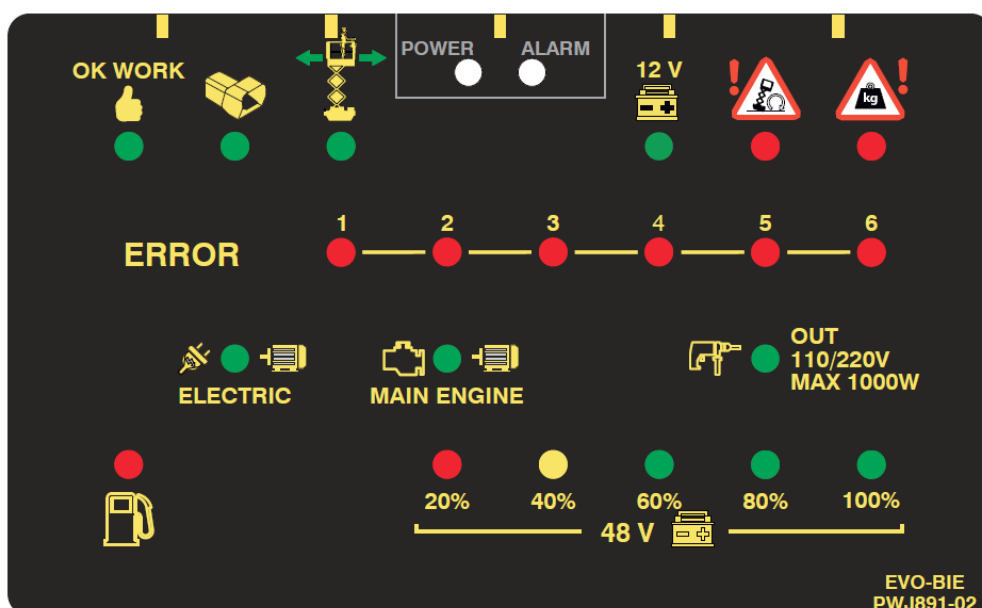 POWER ALARM
OK WORK
12 V
! !
kg
1 2 3 4 5 6
ERROR
ELECTRIC
MAIN ENGINE
OUT
110/220V
MAX 1000W
20% 40% 60% 80% 100%
48 V
EVO-BIE
PWJ891-02